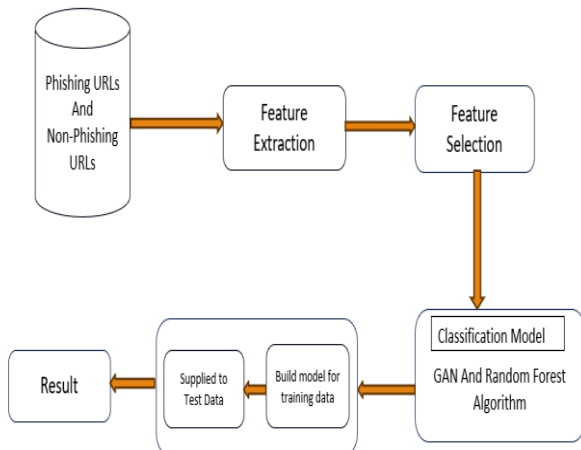 Phishing URLs
And
Non-Phishing
URLs
Feature
Extraction
Feature
Selection
Classification Model
GAN And Random Forest
Algorithm
Build model for
training data
Supplied to
Test Data
Result